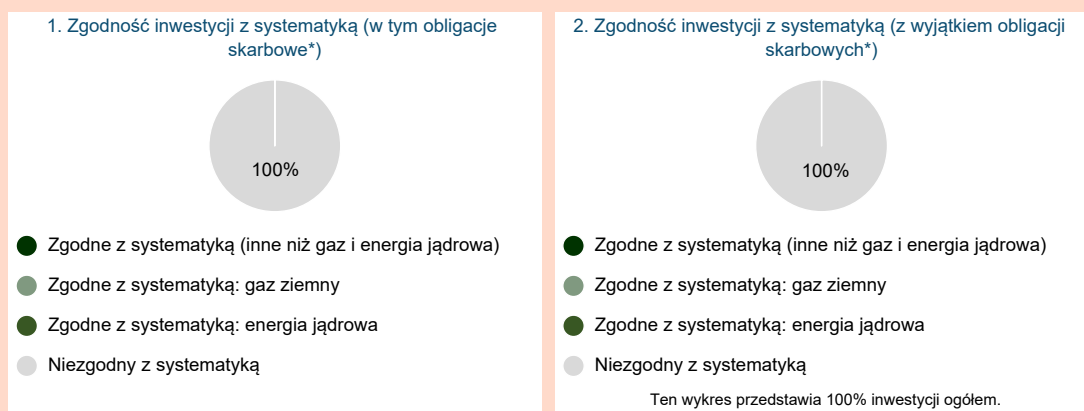 1. Zgodność inwestycji z systematyką (w tym obligacje
skarbowe*)
100%
Zgodne z systematyką (inne niż gaz i energia jądrowa)
Zgodne z systematyką: gaz ziemny
Zgodne z systematyką: energia jądrowa
Niezgodny z systematyką
2. Zgodność inwestycji z systematyką (z wyjątkiem obligacji
skarbowych*)
100%
Zgodne z systematyką (inne niż gaz i energia jądrowa)
Zgodne z systematyką: gaz ziemny
Zgodne z systematyką: energia jądrowa
Niezgodny z systematyką
Ten wykres przedstawia 100% inwestycji ogółem.